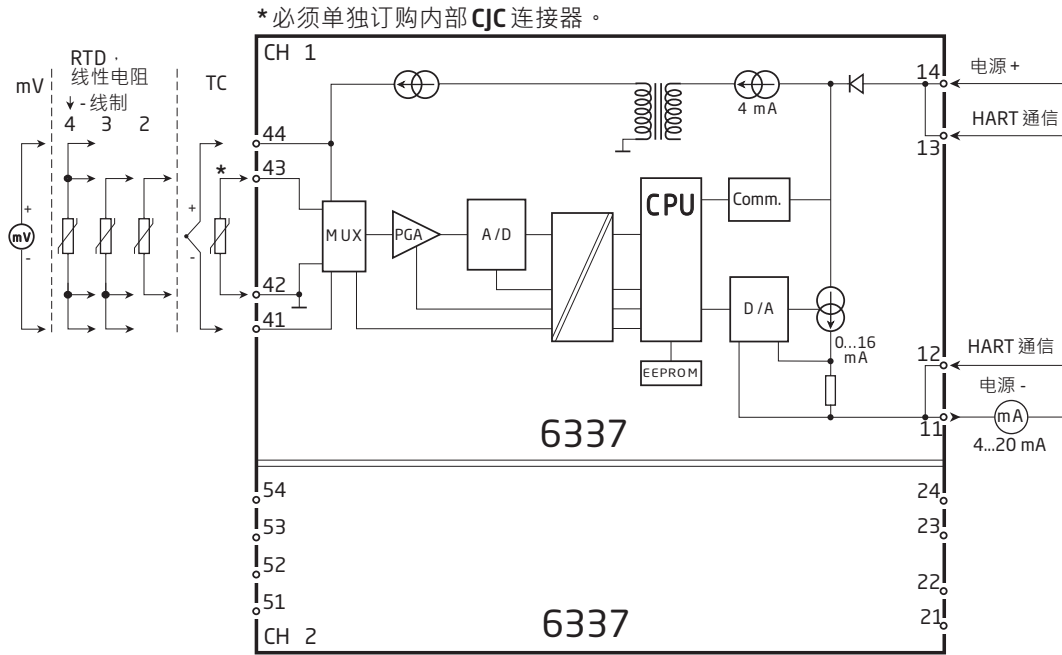 *必须单独订购内部 CJC 连接器。
CH 1
mV
RTD ·
线性电阻
- 线制
4 3 2
TC
+
mV
-
+
-
*
44
43
42
41
MUX
PGA
A/D
CPU
Comm.
4 mA
D/A
EEPROM
0...16
mA
14
电源 +
HART 通信
13
12
HART 通信
电源 -
mA
11
4...20 mA
6337
54
53
52
51
24
23
22
21
CH 2
6337